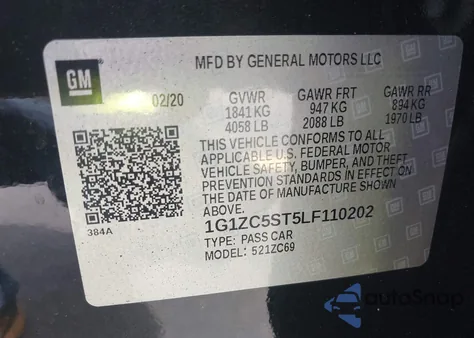 GM
MFD BY GENERAL MOTORS LLC
02/20
GVWR GAWR FRT GAWR RR
1841 KG 947 KG 894 KG
4058 LB 2088 LB 1970 LB
THIS VEHICLE CONFORMS TO ALL
APPLICABLE U.S. FEDERAL MOTOR
VEHICLE SAFETY, BUMPER, AND THEFT
PREVENTION STANDARDS IN EFFECT ON
THE DATE OF MANUFACTURE SHOWN
ABOVE.
1G1ZC5ST5LF110202
384A
TYPE: PASS CAR
MODEL: 521ZC69
autoSnap